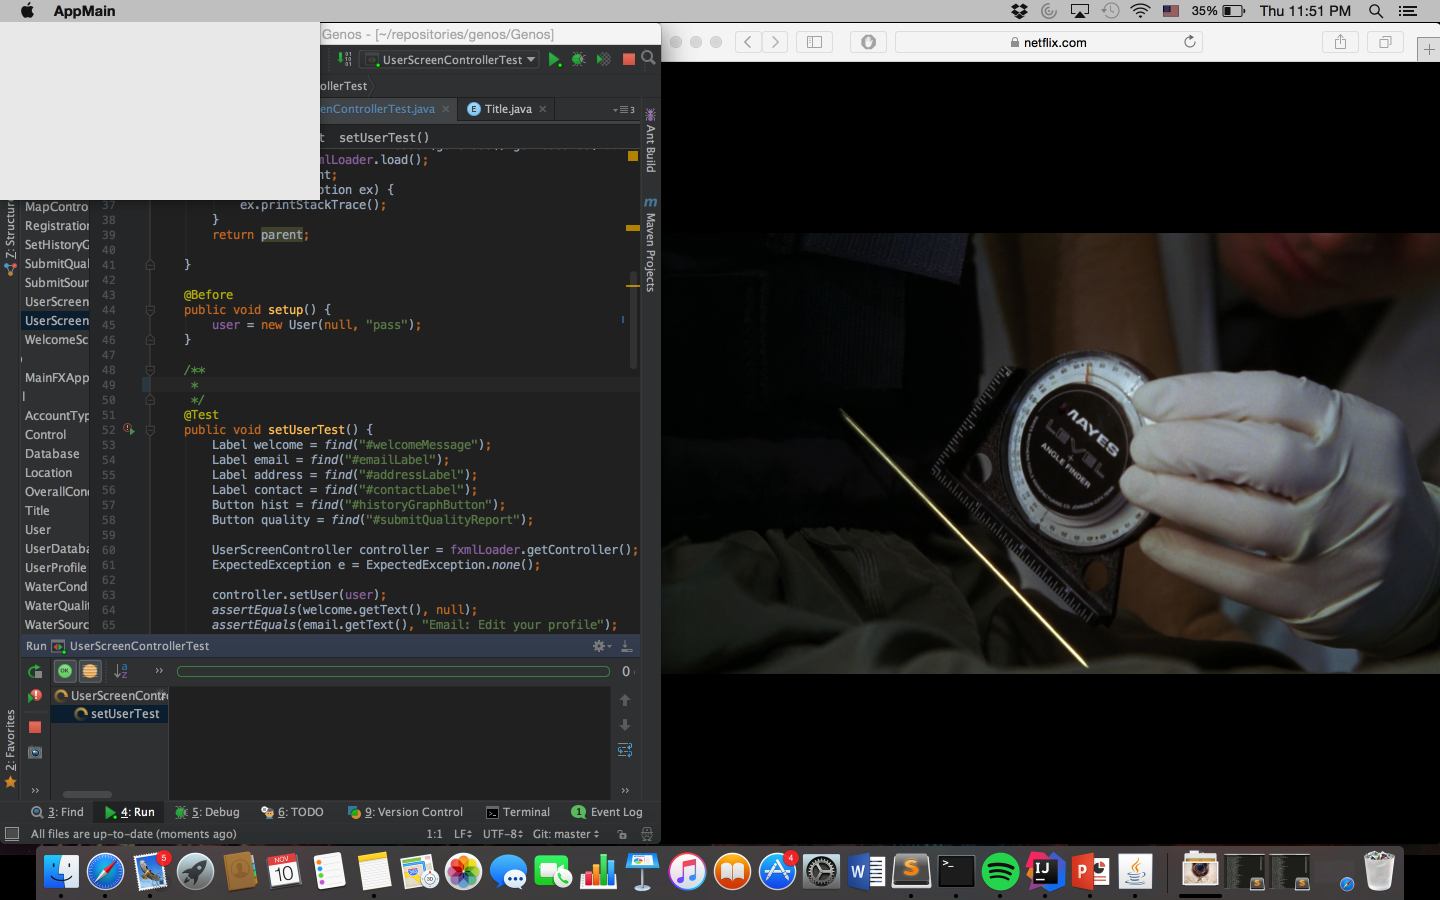 AppMain
35%
Thu 11:51 PM
Genos - [~/repositories/genos/Genos]
netflix.com
UserScreenControllerTest
ollerTest
enControllerTest.java
Title.java
3
t setUserTest()
mlLoader.load();
nt;
ption ex) {
37 ex.printStackTrace();
38 }
39 return parent;
40
41 }
42
43 @Before
44 public void setup() {
45 user = new User(null, "pass");
46 }
47
48 /**
49 *
50 */
51 @Test
52 public void setUserTest() {
53 Label welcome = find("#welcomeMessage");
54 Label email = find("#emailLabel");
55 Label address = find("#addressLabel");
56 Label contact = find("#contactLabel");
57 Button hist = find("#historyGraphButton");
58 Button quality = find("#submitQualityReport");
59
60 UserScreenController controller = fxmlLoader.getController();
61 ExpectedException e = ExpectedException.none();
62
63 controller.setUser(user);
64 assertEquals(welcome.getText(), null);
65 assertEquals(email.getText(), "Email: Edit your profile");
MapContro
Registration
SetHistoryG
SubmitQual
SubmitSour
UserScreen
UserScreen
WelcomeSc
MainFXApp
AccountTyp
Control
Database
Location
OverallCond
Title
User
UserDataba
UserProfile
WaterCond
WaterQualit
WaterSourc
Z: Structure
2: Favorites
Ant Build
Maven Projects
Run UserScreenControllerTest
0
UserScreenContr
setUserTest
3: Find
4: Run
5: Debug
6: TODO
9: Version Control
Terminal
1 Event Log
All files are up-to-date (moments ago)
1:1 LF UTF-8 Git: master
MAYES
LEVEL
+
ANGLE FINDER
5
NOV
10
4